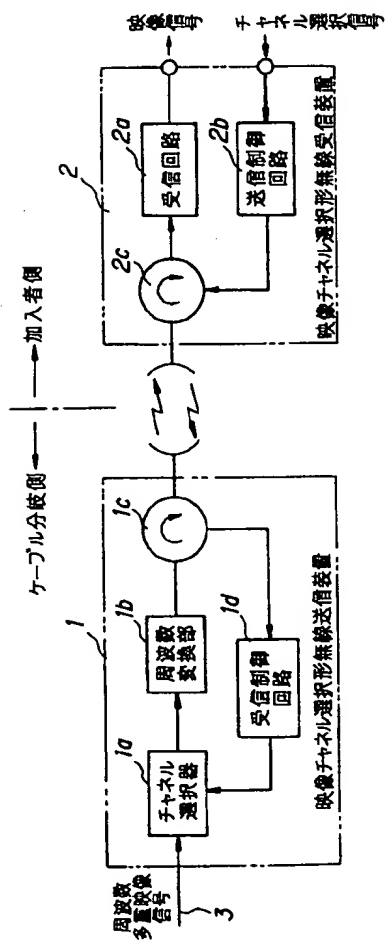 ケーブル分岐側
加入者側
1
周波数
多重映像
信号
3
1a
チャネル
選択器
1b
周波数
変換部
1c
1d
受信制御
回路
映像チャネル選択形無線送信装置
2
2c
2a
受信回路
2b
送信制御
回路
映像チャネル選択形無線受信装置
映像
信号
チャネル選択信号